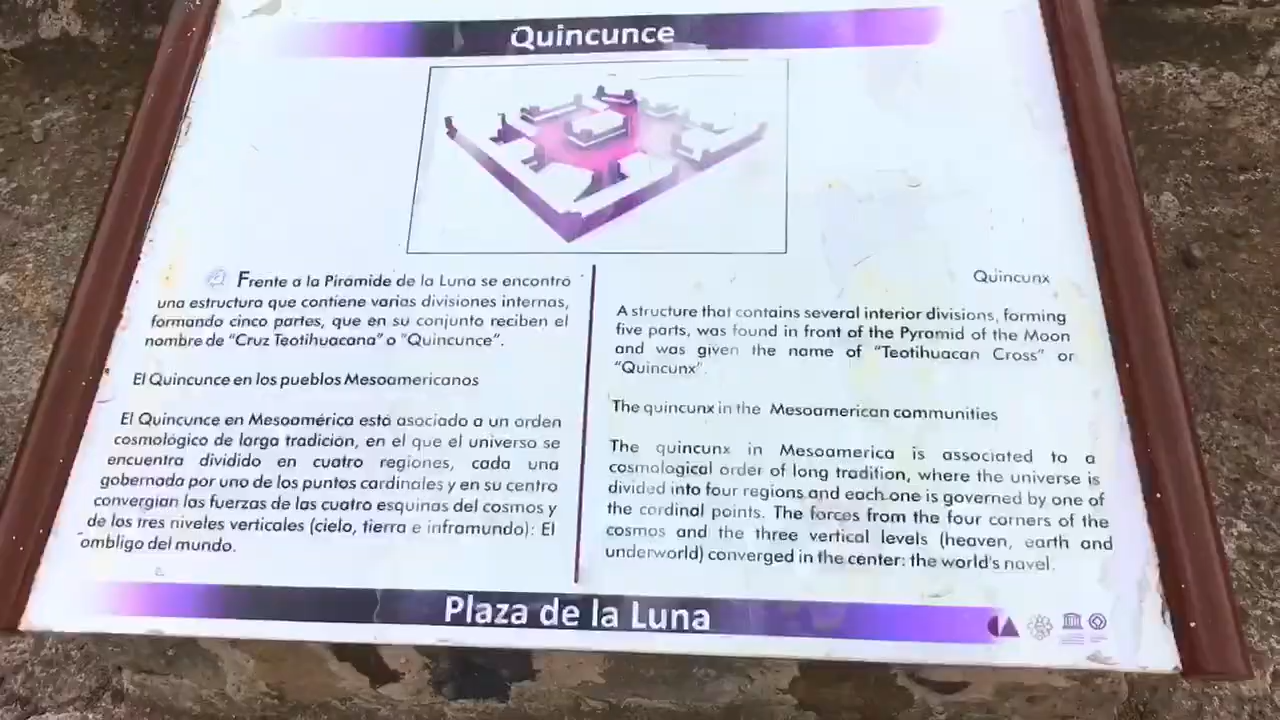 Quincunce
Frente a la Pirámide de la Luna se encontró
una estructura que contiene varias divisiones internas,
formando cinco partes, que en su conjunto reciben el
nombre de “Cruz Teotihuacana” o “Quincunce”.
El Quincunce en los pueblos Mesoamericanos
El Quincunce en Mesoamérica está asociado a un orden
cosmológico de larga tradición, en el que el universo se
encuentra dividido en cuatro regiones, cada una
gobernada por uno de los puntos cardinales y en su centro
convergían las fuerzas de las cuatro esquinas del cosmos y
de los tres niveles verticales (cielo, tierra e inframundo): El
ombligo del mundo.
Quincunx
A structure that contains several interior divisions, forming
five parts, was found in front of the Pyramid of the Moon
and was given the name of “Teotihuacan Cross” or
“Quincunx”.
The quincunx in the Mesoamerican communities
The quincunx in Mesoamerica is associated to a
cosmological order of long tradition, where the universe is
divided into four regions and each one is governed by one of
the cardinal points. The forces from the four corners of the
cosmos and the three vertical levels (heaven, earth and
underworld) converged in the center: the world's navel.
Plaza de la Luna